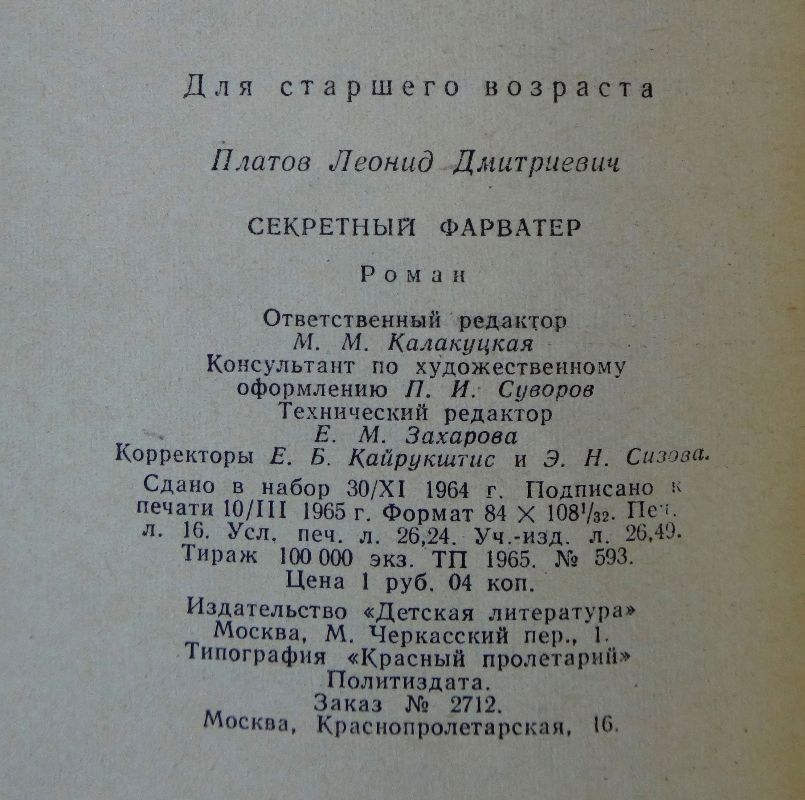 Для старшего возраста
Платов Леонид Дмитриевич
СЕКРЕТНЫЙ ФАРВАТЕР
Роман
Ответственный редактор
М. М. Калакуцкая
Консультант по художественному
оформлению П. И. Суворов
Технический редактор
Е. М. Захарова
Корректоры Е. Б. Кайрукштис и Э. Н. Сизова.
Сдано в набор 30/XI 1964 г. Подписано к
печати 10/III 1965 г. Формат 84 × 108¹/₃₂. Печ.
л. 16. Усл. печ. л. 26,24. Уч.-изд. л. 26,49.
Тираж 100 000 экз. ТП 1965. № 593.
Цена 1 руб. 04 коп.
Издательство «Детская литература»
Москва, М. Черкасский пер., 1.
Типография «Красный пролетарий»
Политиздата.
Заказ № 2712.
Москва, Краснопролетарская, 16.